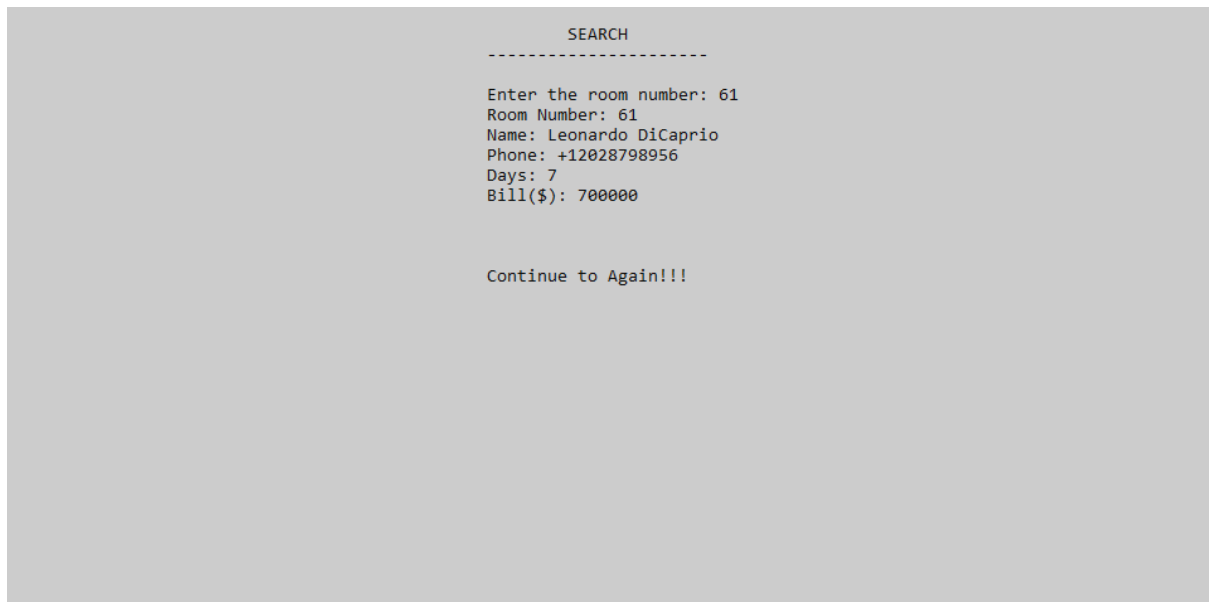 SEARCH
----------------------
Enter the room number: 61
Room Number: 61
Name: Leonardo DiCaprio
Phone: +12028798956
Days: 7
Bill($): 700000
Continue to Again!!!